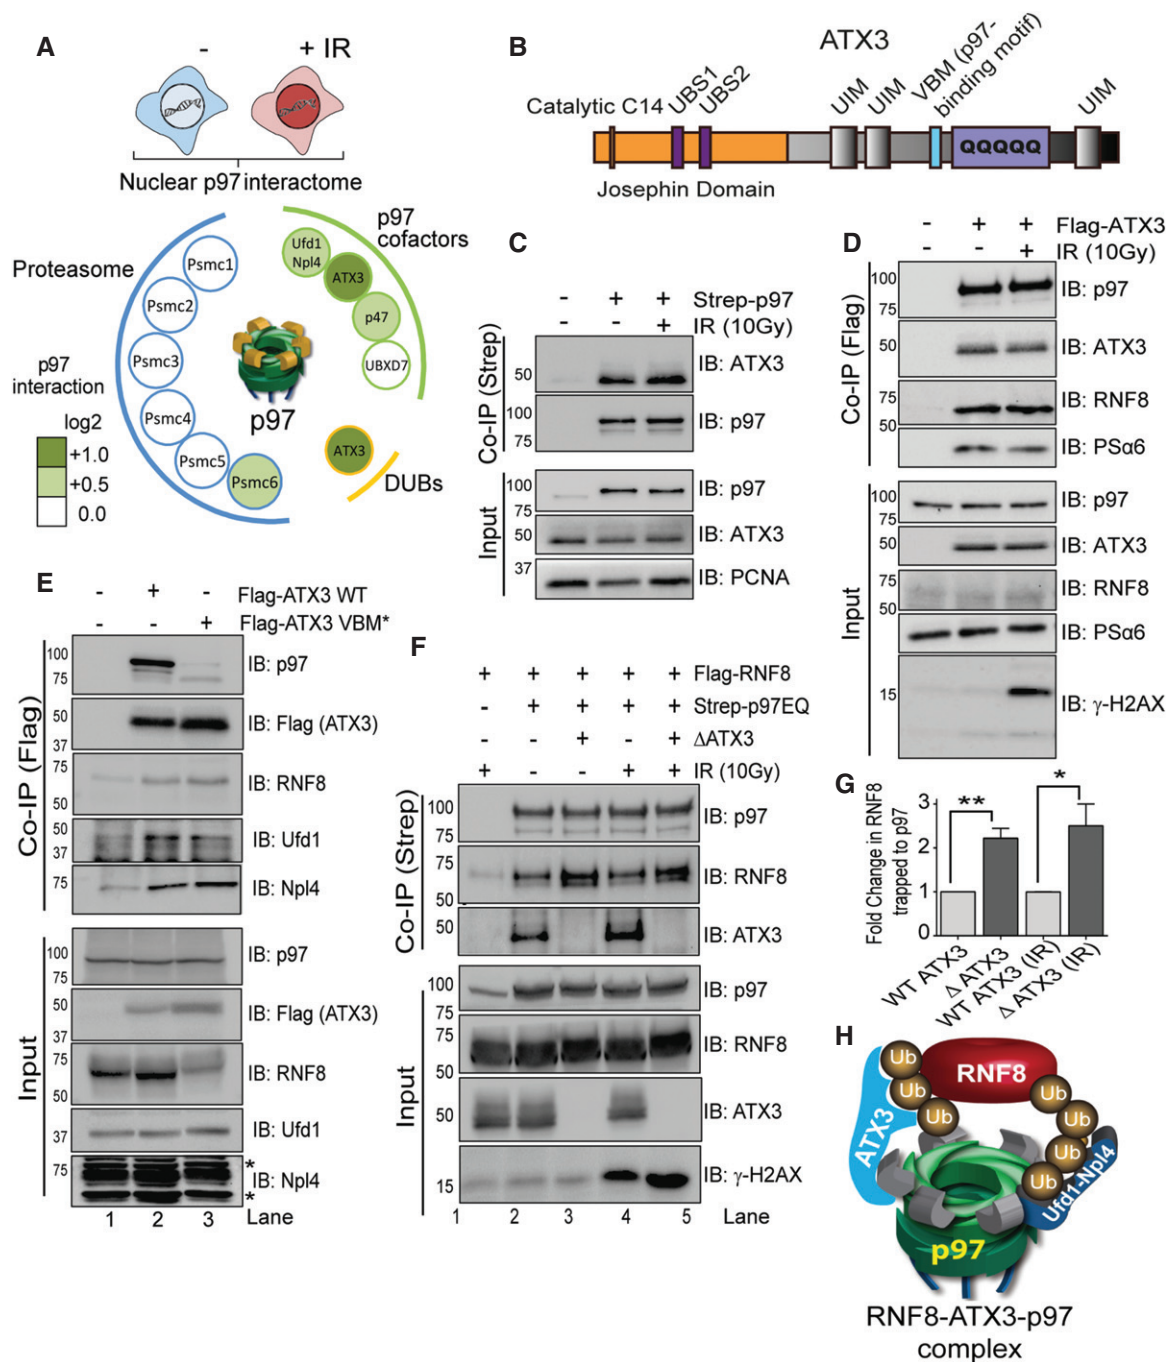 A
- + IR
Nuclear p97 interactome
Proteasome
p97
cofactors
Psmc1
Psmc2
Psmc3
Psmc4
Psmc5
Psmc6
Ufd1
Npl4
ATX3
p47
UBXD7
p97
ATX3
DUBs
p97
interaction
log2
+1.0
+0.5
0.0
B
ATX3
Catalytic C14
UBS1
UBS2
UIM
UIM
VBM (p97-
binding motif)
UIM
QQQQQ
Josephin Domain
C
- + + Strep-p97
- - + IR (10Gy)
Co-IP (Strep)
50 IB: ATX3
100
75 IB: p97
Input
100
75 IB: p97
50 IB: ATX3
37 IB: PCNA
D
- + + Flag-ATX3
- - + IR (10Gy)
Co-IP (Flag)
100
75 IB: p97
50 IB: ATX3
75
50 IB: RNF8
IB: PSα6
Input
100
75 IB: p97
50 IB: ATX3
75
50 IB: RNF8
IB: PSα6
15 IB: γ-H2AX
E
- + - Flag-ATX3 WT
- - + Flag-ATX3 VBM*
Co-IP (Flag)
100
75 IB: p97
50
37 IB: Flag (ATX3)
75
50 IB: RNF8
50
37 IB: Ufd1
75 IB: Npl4
Input
100
75 IB: p97
50
37 IB: Flag (ATX3)
75
50 IB: RNF8
37 IB: Ufd1
75 * IB: Npl4
*
1 2 3 Lane
F
+ + + + + Flag-RNF8
- + + + + Strep-p97EQ
- - + - + ΔATX3
+ - - + + IR (10Gy)
Co-IP (Strep)
100
75 IB: p97
75
50 IB: RNF8
50 IB: ATX3
Input
100
75 IB: p97
75
50 IB: RNF8
50 IB: ATX3
15 IB: γ-H2AX
1 2 3 4 5 Lane
G
Fold Change in RNF8
trapped to p97
3
2
1
0
**
*
WT ATX3
Δ ATX3
WT ATX3 (IR)
Δ ATX3 (IR)
H
Ub
Ub
Ub
RNF8
Ub
Ub
Ub
Ub
ATX3
Ufd1-Npl4
p97
RNF8-ATX3-p97
complex